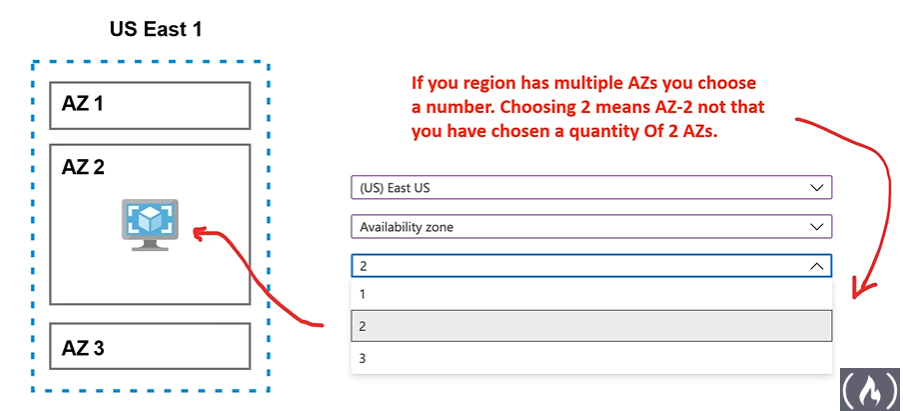 US East 1
AZ 1
AZ 2
AZ 3
If you region has multiple AZs you choose
a number. Choosing 2 means AZ-2 not that
you have chosen a quantity Of 2 AZs.
(US) East US
Availability zone
2
1
2
3